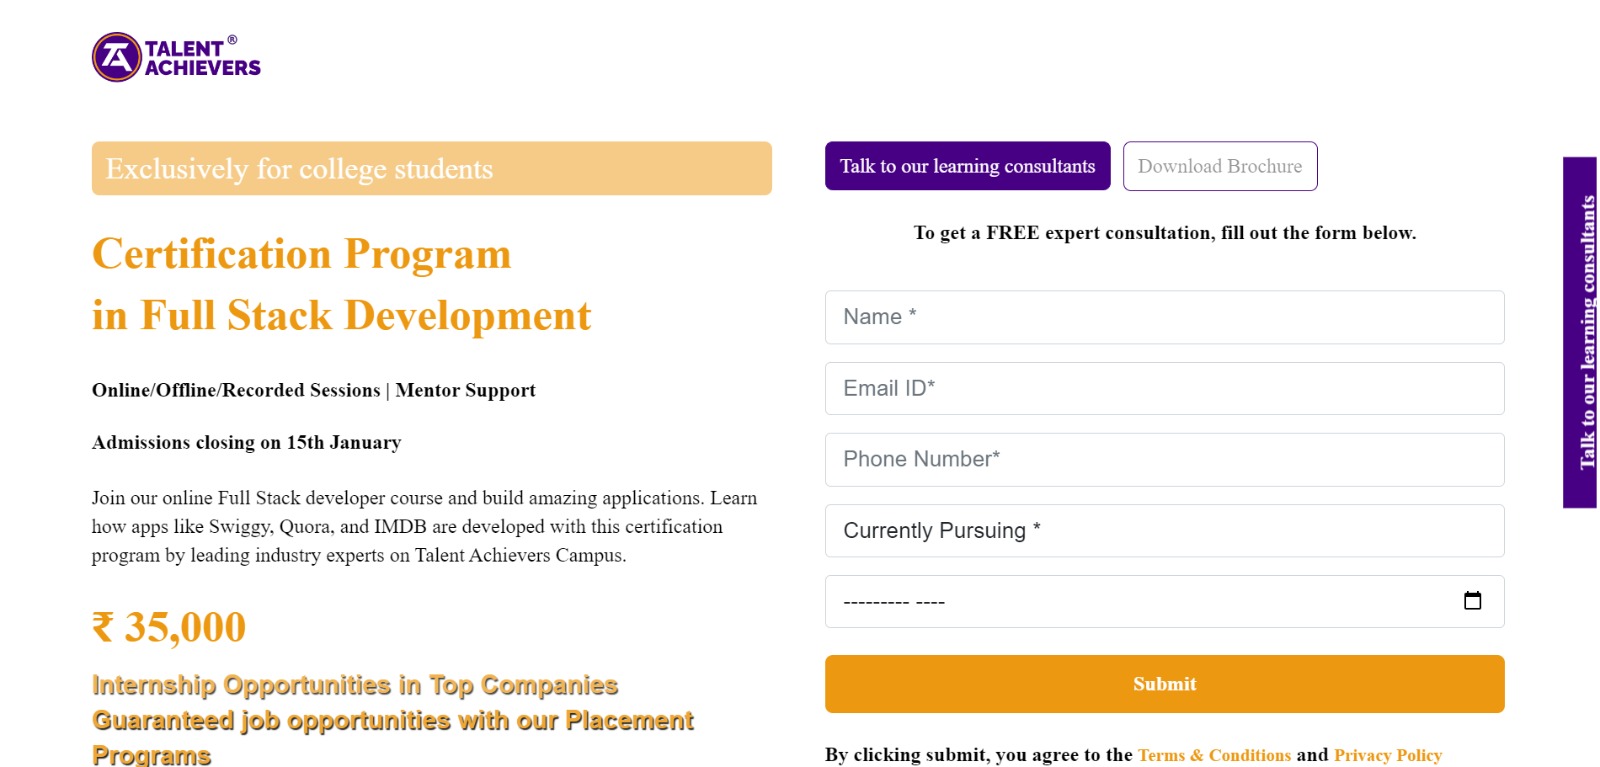 TALENT ®
ACHIEVERS
Exclusively for college students
Certification Program
in Full Stack Development
Online/Offline/Recorded Sessions | Mentor Support
Admissions closing on 15th January
Join our online Full Stack developer course and build amazing applications. Learn
how apps like Swiggy, Quora, and IMDB are developed with this certification
program by leading industry experts on Talent Achievers Campus.
₹ 35,000
Internship Opportunities in Top Companies
Guaranteed job opportunities with our Placement
Programs
Talk to our learning consultants
Download Brochure
To get a FREE expert consultation, fill out the form below.
Name *
Email ID*
Phone Number*
Currently Pursuing *
--------- ----
Submit
By clicking submit, you agree to the Terms & Conditions and Privacy Policy
Talk to our learning consultants